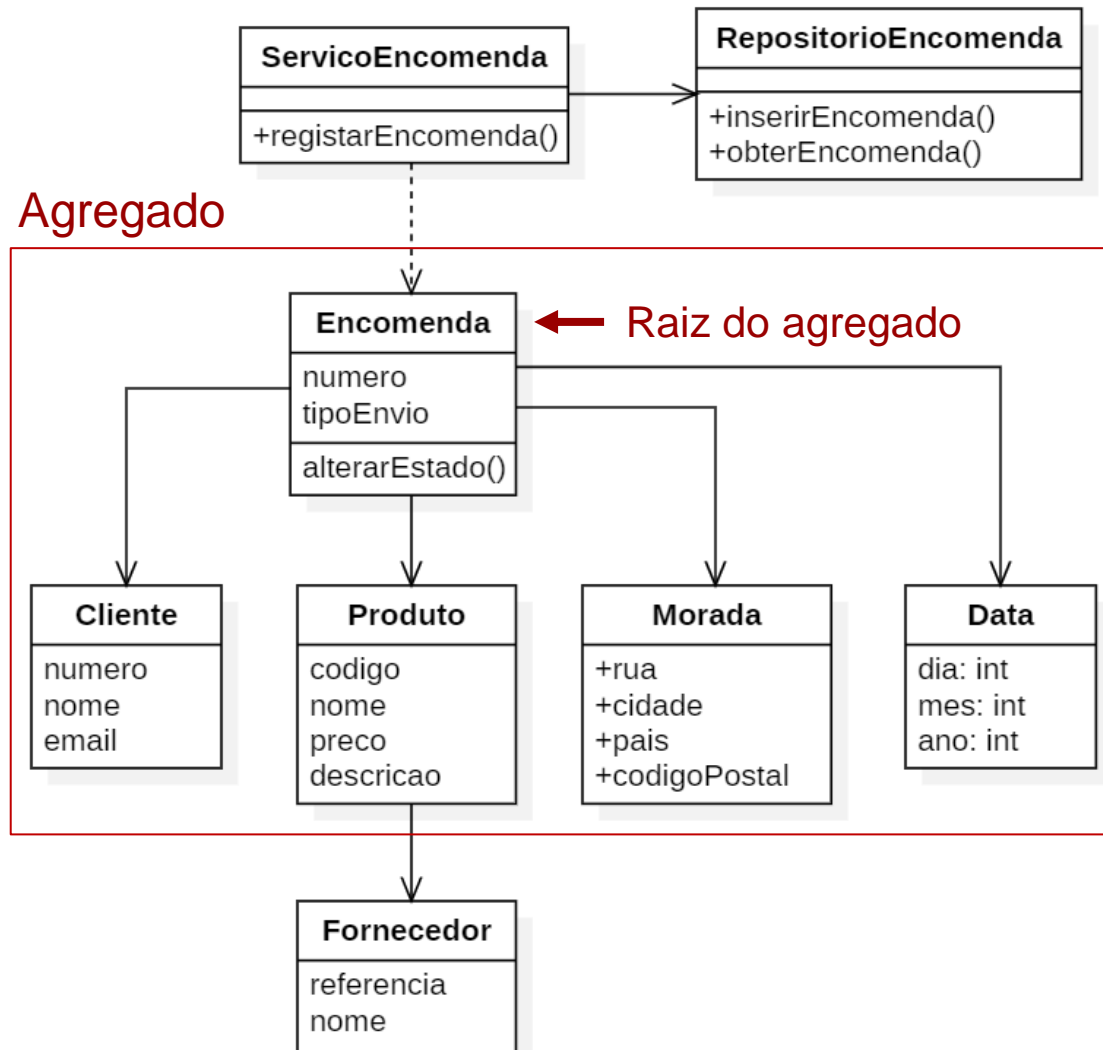 ServicoEncomenda
+registarEncomenda()
RepositorioEncomenda
+inserirEncomenda()
+obterEncomenda()
Agregado
Encomenda
numero
tipoEnvio
alterarEstado()
Raiz do agregado
Cliente
numero
nome
email
Produto
codigo
nome
preco
descricao
Morada
+rua
+cidade
+pais
+codigoPostal
Data
dia: int
mes: int
ano: int
Fornecedor
referencia
nome